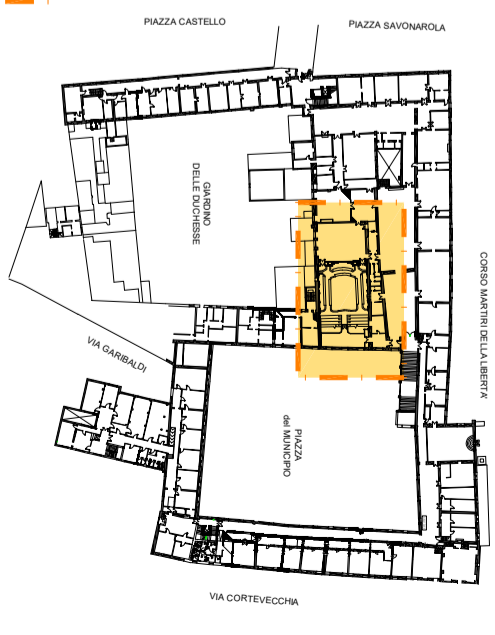 PIAZZA CASTELLO
PIAZZA SAVONAROLA
GIARDINO
DELLE DUCHESSE
CORSO MARTIRI DELLA LIBERTA'
VIA GARIBALDI
PIAZZA
del MUNICIPIO
VIA CORTEVECCHIA